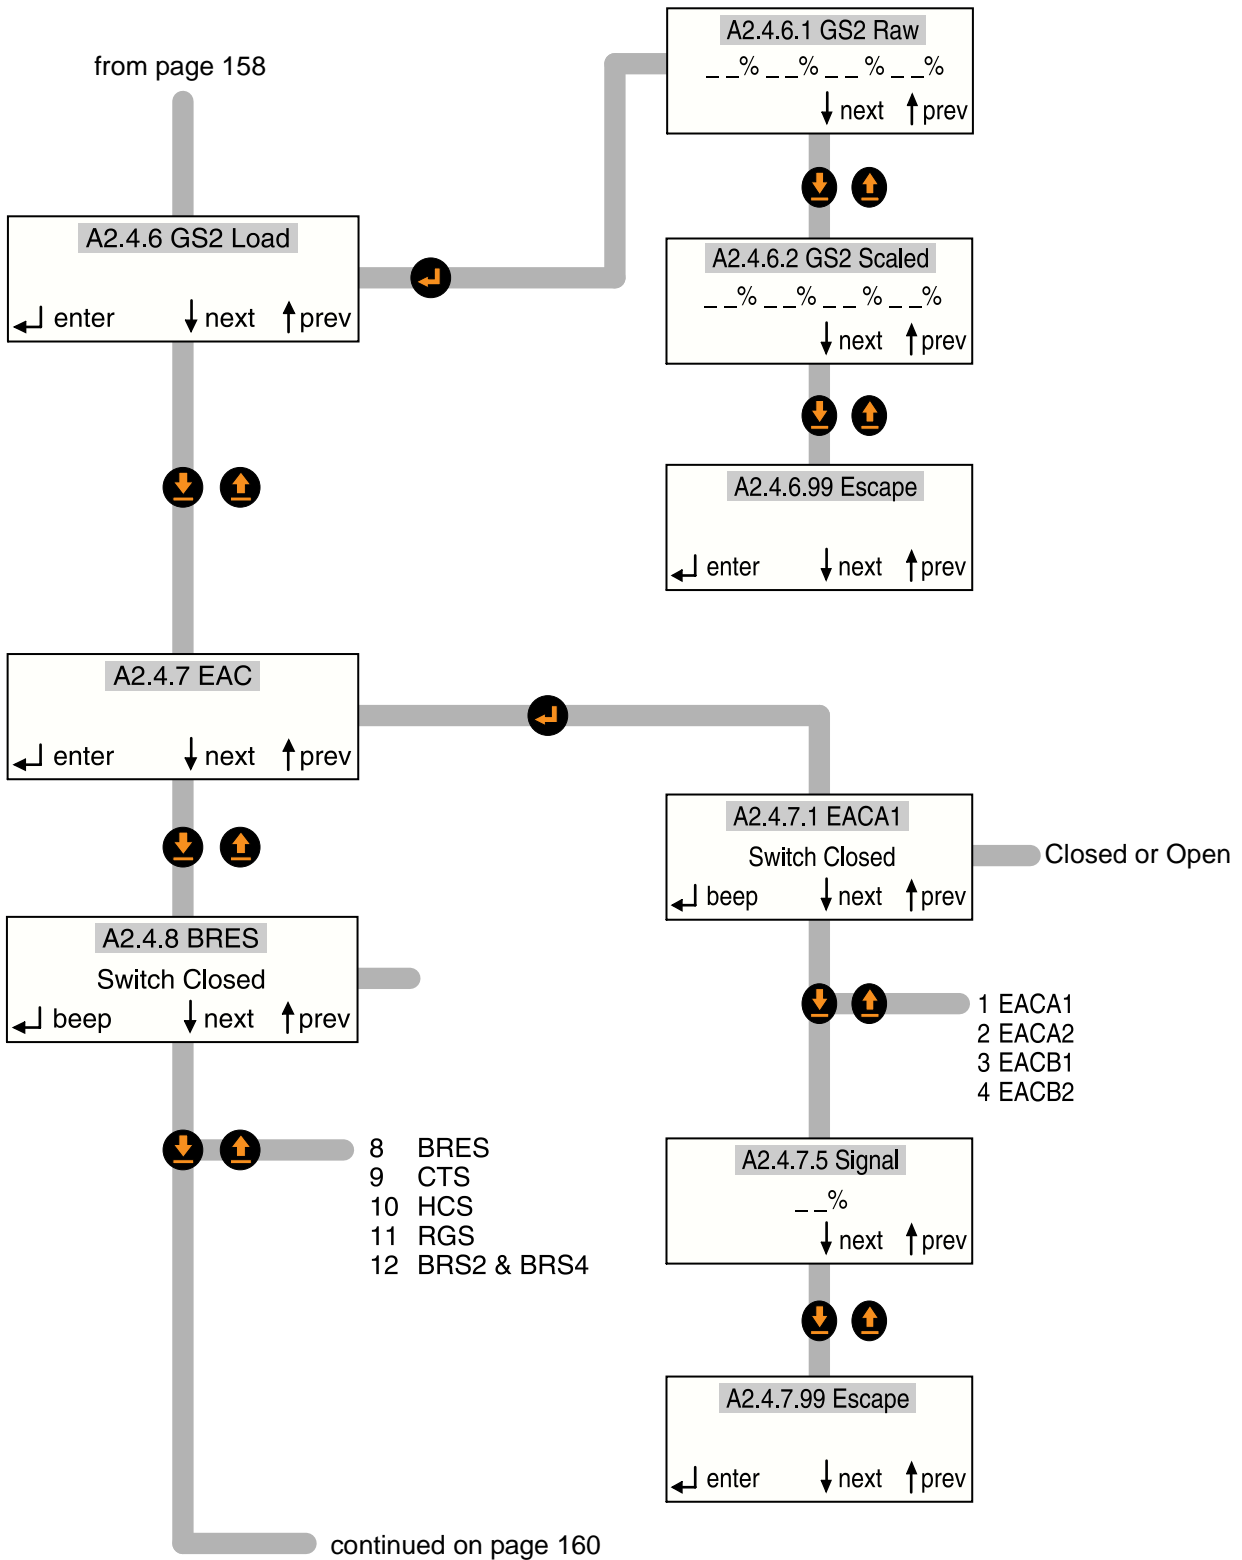 from page 158
A2.4.6 GS2 Load
enter next prev
A2.4.6.1 GS2 Raw
_ _% _ _% _ _ % _ _%
next prev
A2.4.6.2 GS2 Scaled
_ _% _ _% _ _ % _ _%
next prev
A2.4.6.99 Escape
enter next prev
A2.4.7 EAC
enter next prev
A2.4.7.1 EACA1
Switch Closed
beep next prev
Closed or Open
1 EACA1
2 EACA2
3 EACB1
4 EACB2
A2.4.7.5 Signal
_ _%
next prev
A2.4.7.99 Escape
enter next prev
A2.4.8 BRES
Switch Closed
beep next prev
8 BRES
9 CTS
10 HCS
11 RGS
12 BRS2 & BRS4
continued on page 160